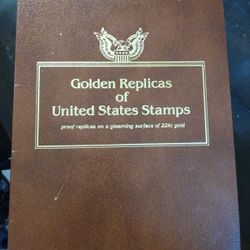 Golden Replicas
of
United States Stamps
proof replicas on a gleaming surface of 22kt gold